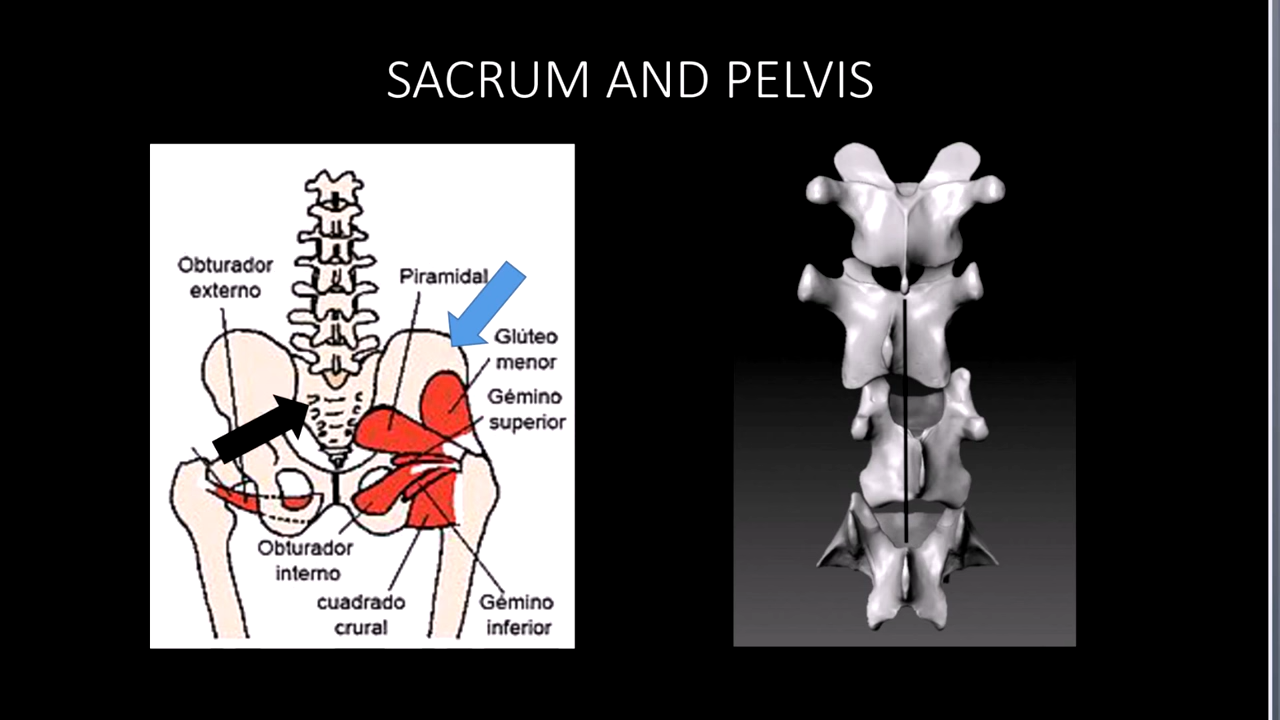 SACRUM AND PELVIS
Obturador
externo
Piramidal
Glúteo
menor
Gémino
superior
Obturador
interno
cuadrado
crural
Gémino
inferior